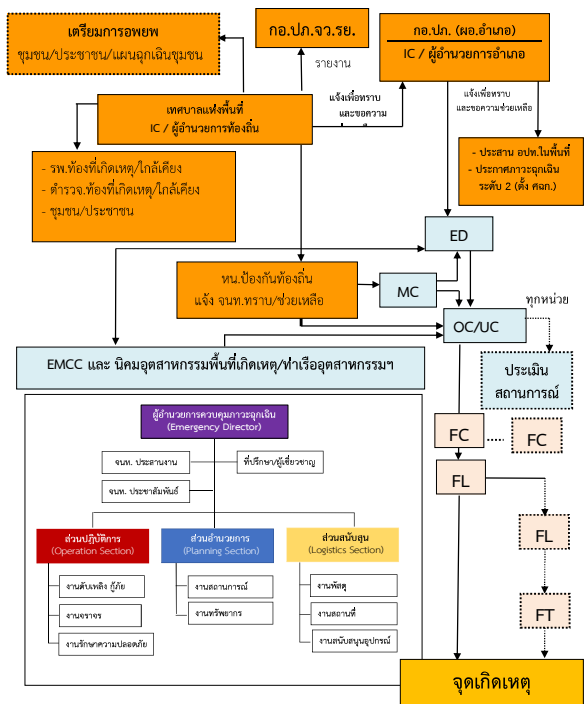 เตรียมการอพยพ
ชุมชน/ประชาชน/แผนฉุกเฉินชุมชน
กอ.ปภ.จว.รย.
กอ.ปภ. (ผอ.อำเภอ)
IC / ผู้อำนวยการอำเภอ
รายงาน
แจ้งเพื่อทราบ
และขอความช่วยเหลือ
แจ้งเพื่อทราบ
และขอความ
เทศบาลแห่งพื้นที่
IC / ผู้อำนวยการท้องถิ่น
- ประสาน อปท.ในพื้นที่
- ประกาศภาวะฉุกเฉิน
ระดับ 2 (ตั้ง ศฉก.)
- รพ.ท้องที่เกิดเหตุ/ใกล้เคียง
- ตำรวจ.ท้องที่เกิดเหตุ/ใกล้เคียง
- ชุมชน/ประชาชน
ED
หน.ป้องกันท้องถิ่น
แจ้ง จนท.ทราบ/ช่วยเหลือ
MC
ทุกหน่วย
OC/UC
EMCC และ นิคมอุตสาหกรรมพื้นที่เกิดเหตุ/ท่าเรืออุตสาหกรรมฯ
ประเมิน
สถานการณ์
ผู้อำนวยการควบคุมภาวะฉุกเฉิน
(Emergency Director)
จนท. ประสานงาน
ที่ปรึกษา/ผู้เชี่ยวชาญ
จนท. ประชาสัมพันธ์
ส่วนปฏิบัติการ
(Operation Section)
ส่วนอำนวยการ
(Planning Section)
ส่วนสนับสูน
(Logistics Section)
งานดับเพลิง กู้ภัย
งานจราจร
งานรักษาความปลอดภัย
งานสถานการณ์
งานทรัพยากร
งานพัสดุ
งานสถานที่
งานสนับสนุนอุปกรณ์
FC
FC
FL
FL
FT
จุดเกิดเหตุ